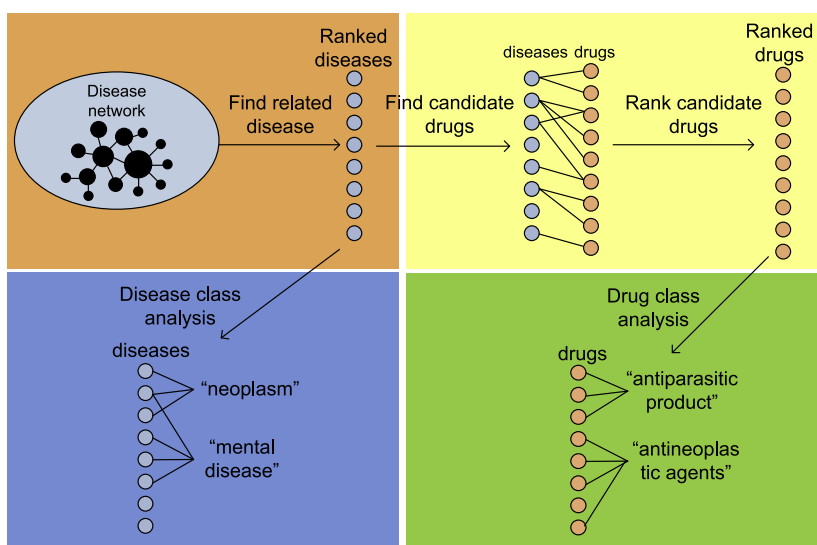 Ranked
diseases
Disease
network
Find related
disease
Find candidate
drugs
diseases drugs
Rank candidate
drugs
Ranked
drugs
Disease class
analysis
diseases
“neoplasm”
“mental
disease”
Drug class
analysis
drugs
“antiparasitic
product”
“antineoplas
tic agents”